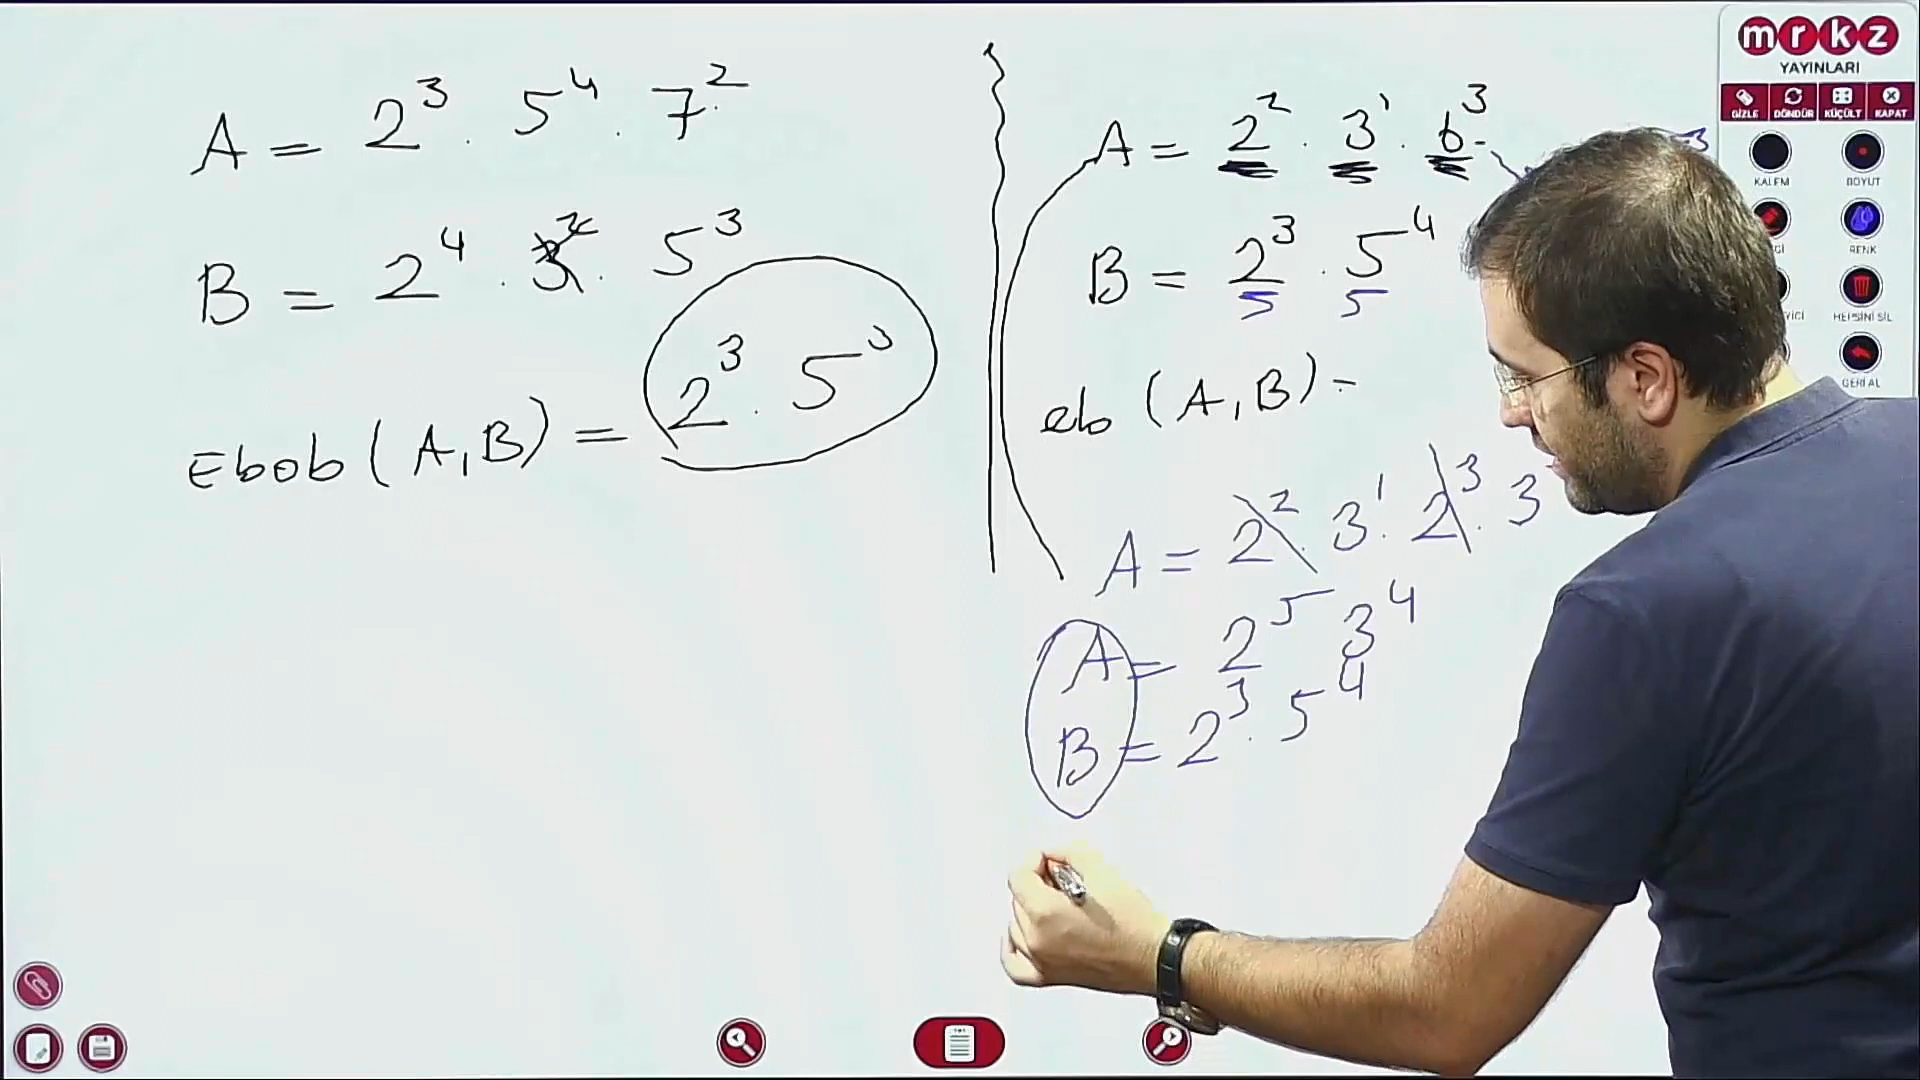 A = 2³ . 5⁴ . 7²
B = 2⁴ . 3² . 5³
Ebob (A,B) = 2³ . 5³
A = 2² . 3¹ . 6³
B = 2³ . 5⁴
eb (A,B) =
A = 2² . 3¹ . 2³ . 3
A = 2⁵ 3⁴
B = 2³ . 5⁴
mrkz
YAYINLARI
GİZLE DÖNDÜR KÜÇÜLT KAPAT
KALEM BOYUT
RENK
HEPSİNİ SİL
GERİ AL